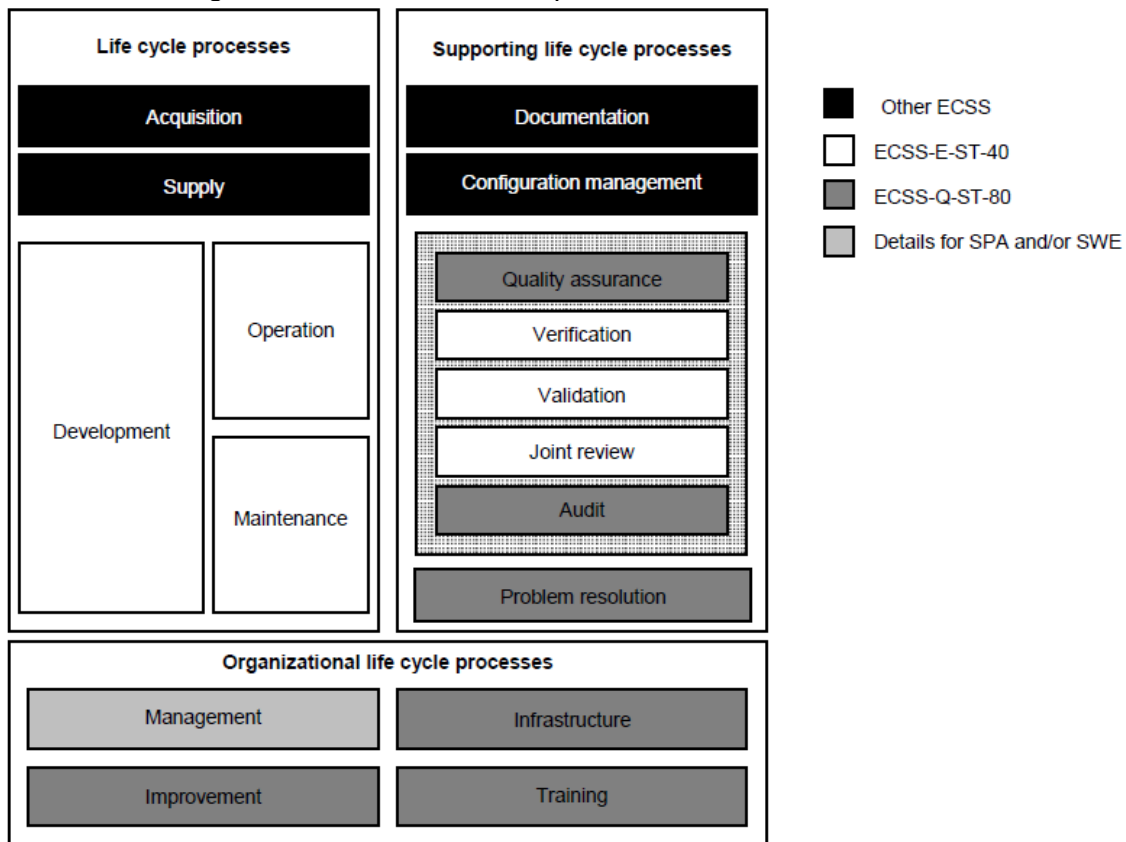 Life cycle processes
Acquisition
Supply
Development
Operation
Maintenance
Supporting life cycle processes
Documentation
Configuration management
Quality assurance
Verification
Validation
Joint review
Audit
Problem resolution
Other ECSS
ECSS-E-ST-40
ECSS-Q-ST-80
Details for SPA and/or SWE
Organizational life cycle processes
Management
Infrastructure
Improvement
Training